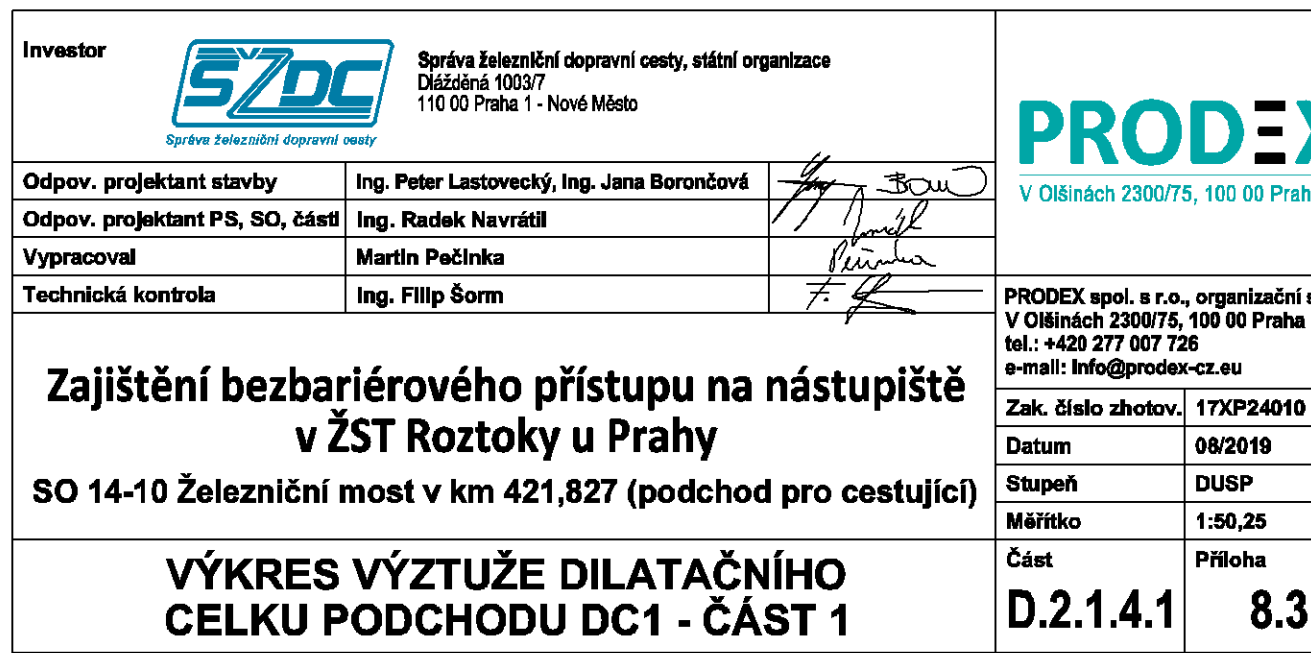 Investor
SŽDC
Správa železniční dopravní cesty
Správa železniční dopravní cesty, státní organizace
Dlážděná 1003/7
110 00 Praha 1 - Nové Město
Odpov. projektant stavby Ing. Peter Lastovecký, Ing. Jana Borončová
Odpov. projektant PS, SO, části Ing. Radek Navrátil
Vypracoval Martin Pečinka
Technická kontrola Ing. Filip Šorm
Zajištění bezbariérového přístupu na nástupiště
v ŽST Roztoky u Prahy
SO 14-10 Železniční most v km 421,827 (podchod pro cestující)
VÝKRES VÝZTUŽE DILATAČNÍHO
CELKU PODCHODU DC1 - ČÁST 1
PRODEX
V Olšinách 2300/75, 100 00 Prah
PRODEX spol. s r.o., organizační s
V Olšinách 2300/75, 100 00 Praha
tel.: +420 277 007 726
e-mail: info@prodex-cz.eu
Zak. číslo zhotov. 17XP24010
Datum 08/2019
Stupeň DUSP
Měřítko 1:50,25
Část Příloha
D.2.1.4.1 8.3